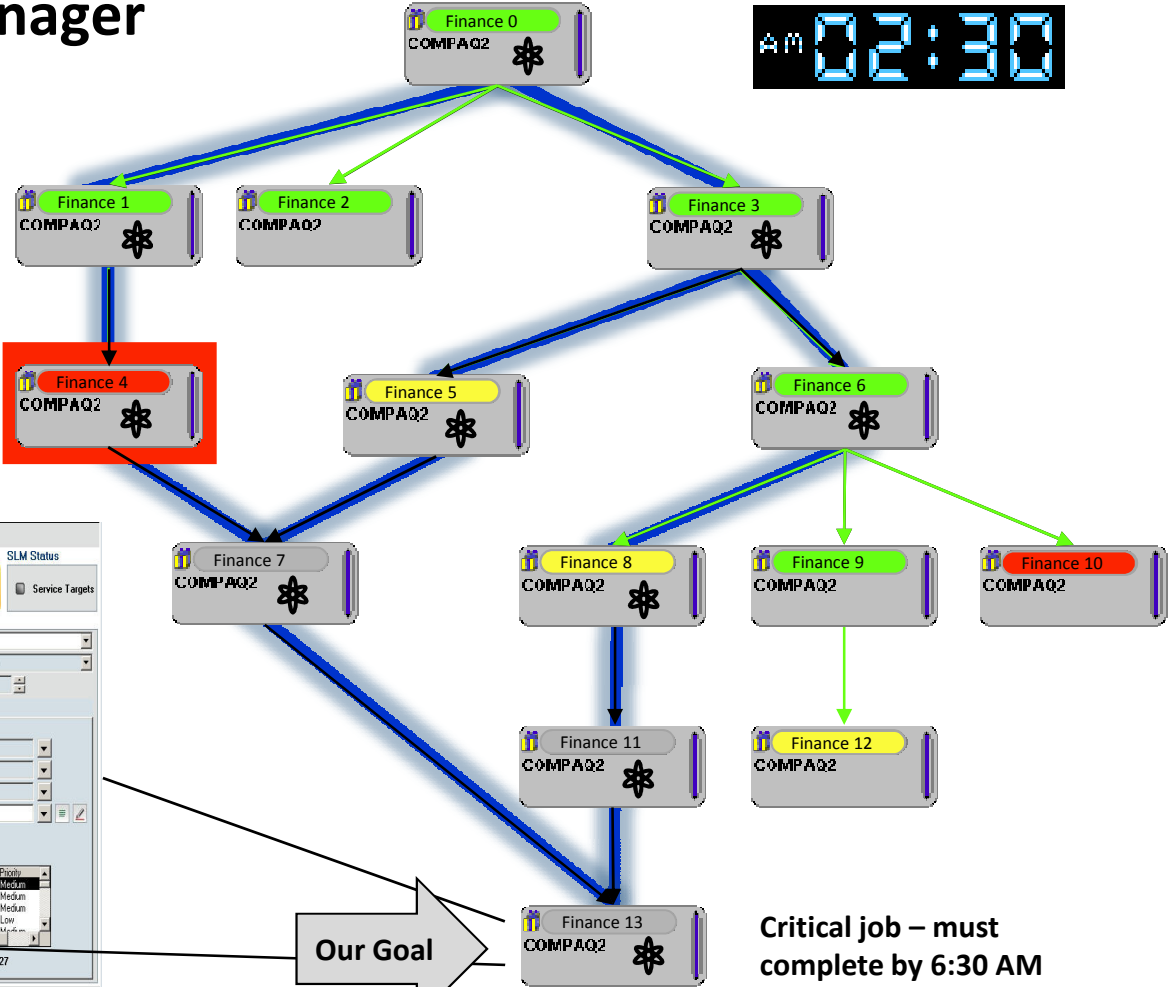 nager
Finance 0
COMPAQ2
AM 02:30
Finance 1
COMPAQ2
Finance 2
COMPAQ2
Finance 3
COMPAQ2
Finance 4
COMPAQ2
Finance 5
COMPAQ2
Finance 6
COMPAQ2
Finance 7
COMPAQ2
Finance 8
COMPAQ2
Finance 9
COMPAQ2
Finance 10
COMPAQ2
SLM Status
Service Targets
Finance 11
COMPAQ2
Finance 12
COMPAQ2
Priority
Medium
Medium
Medium
Low
Medium
27
Our Goal
Finance 13
COMPAQ2
Critical job – must
complete by 6:30 AM